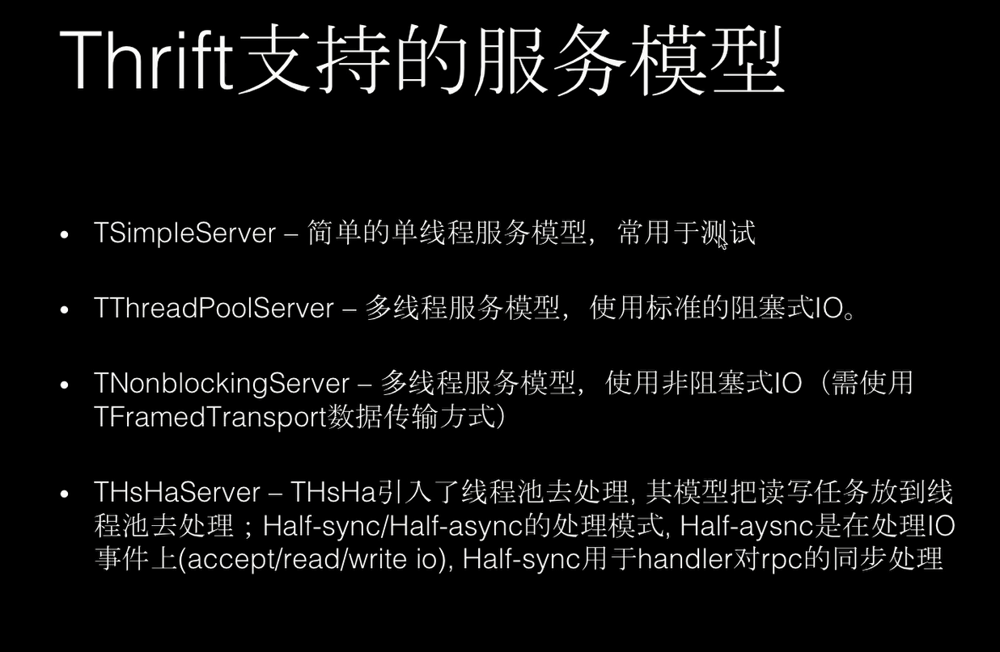 Thrift支持的服务模型
• TSimpleServer – 简单的单线程服务模型，常用于测试
• TThreadPoolServer – 多线程服务模型，使用标准的阻塞式IO。
• TNonblockingServer – 多线程服务模型，使用非阻塞式IO（需使用
TFramedTransport数据传输方式）
• THsHaServer – THsHa引入了线程池去处理, 其模型把读写任务放到线
程池去处理；Half-sync/Half-async的处理模式, Half-aysnc是在处理IO
事件上(accept/read/write io), Half-sync用于handler对rpc的同步处理